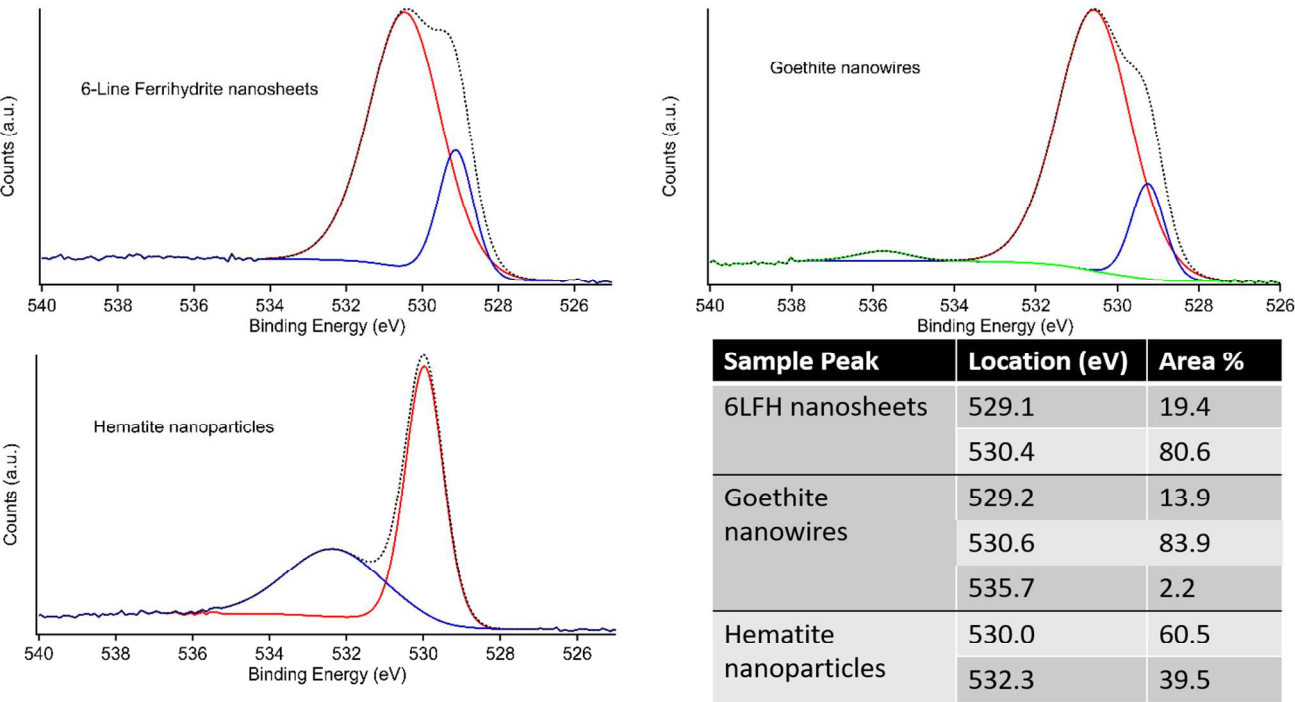 6-Line Ferrihydrite nanosheets
Counts (a.u.)
540 538 536 534 532 530 528 526
Binding Energy (eV)
Goethite nanowires
Counts (a.u.)
540 538 536 534 532 530 528 526
Binding Energy (eV)
Hematite nanoparticles
Counts (a.u.)
540 538 536 534 532 530 528 526
Binding Energy (eV)
Sample Peak Location (eV) Area %
6LFH nanosheets 529.1 19.4
530.4 80.6
Goethite nanowires 529.2 13.9
530.6 83.9
535.7 2.2
Hematite nanoparticles 530.0 60.5
532.3 39.5